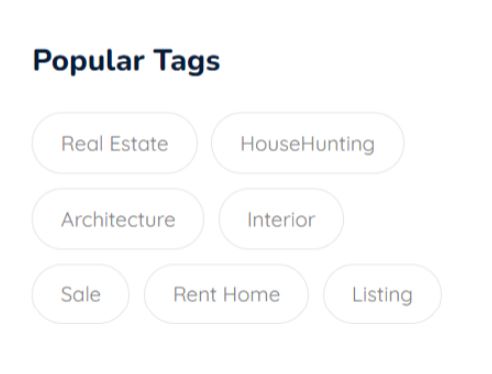 Popular Tags
Real Estate HouseHunting
Architecture Interior
Sale Rent Home Listing